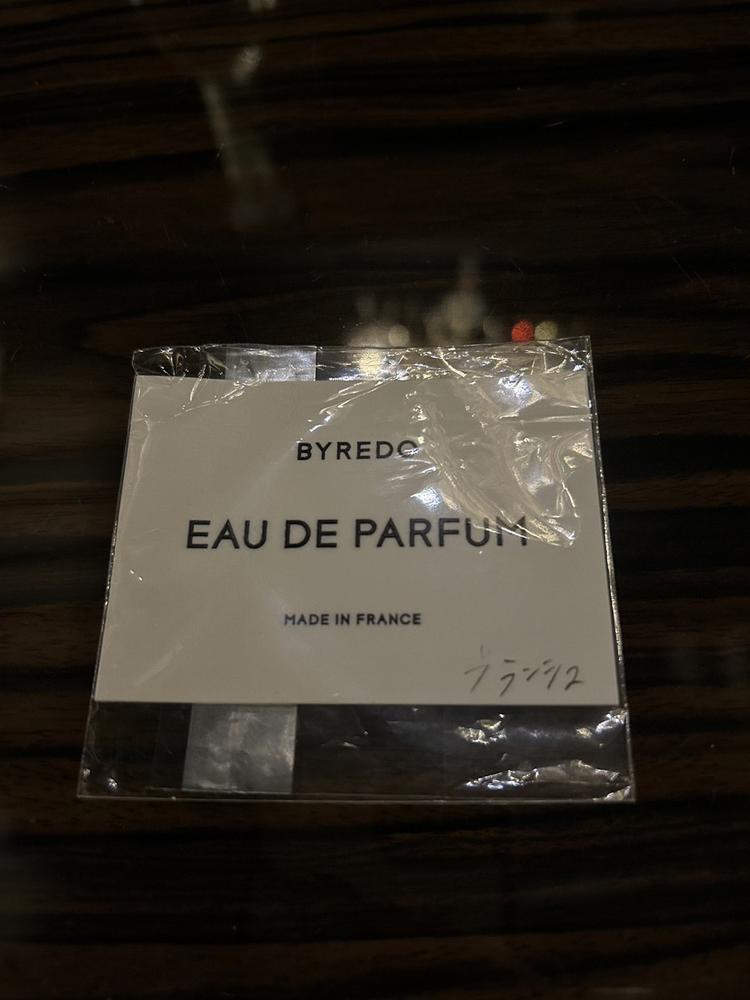 BYREDO
EAU DE PARFUM
MADE IN FRANCE
ブランシュ